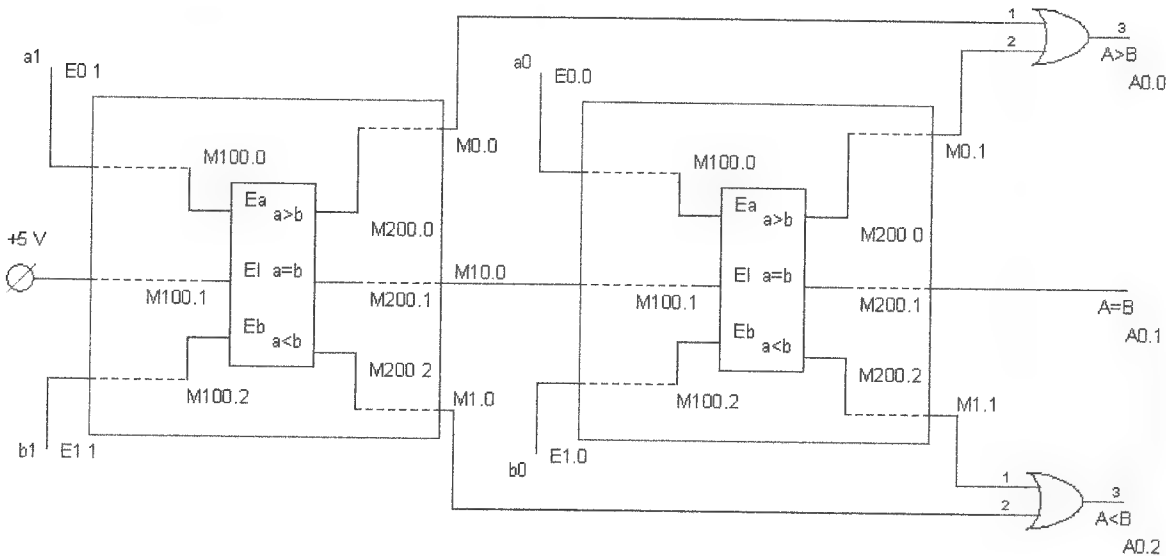 1
3
2
A>B
A0.0
a1
E0 1
a0
E0.0
M100.0
M0.0
M100.0
M0.1
Ea
a>b
M200.0
Ea
a>b
M200 0
+5 V
EI a=b
M10.0
EI a=b
M100.1
M200.1
M100.1
M200.1
A=B
A0.1
Eb
a<b
M200 2
Eb
a<b
M200.2
M100.2
M1.0
M100.2
M1.1
b1
E1 1
b0
E1.0
1
3
2
A<B
A0.2